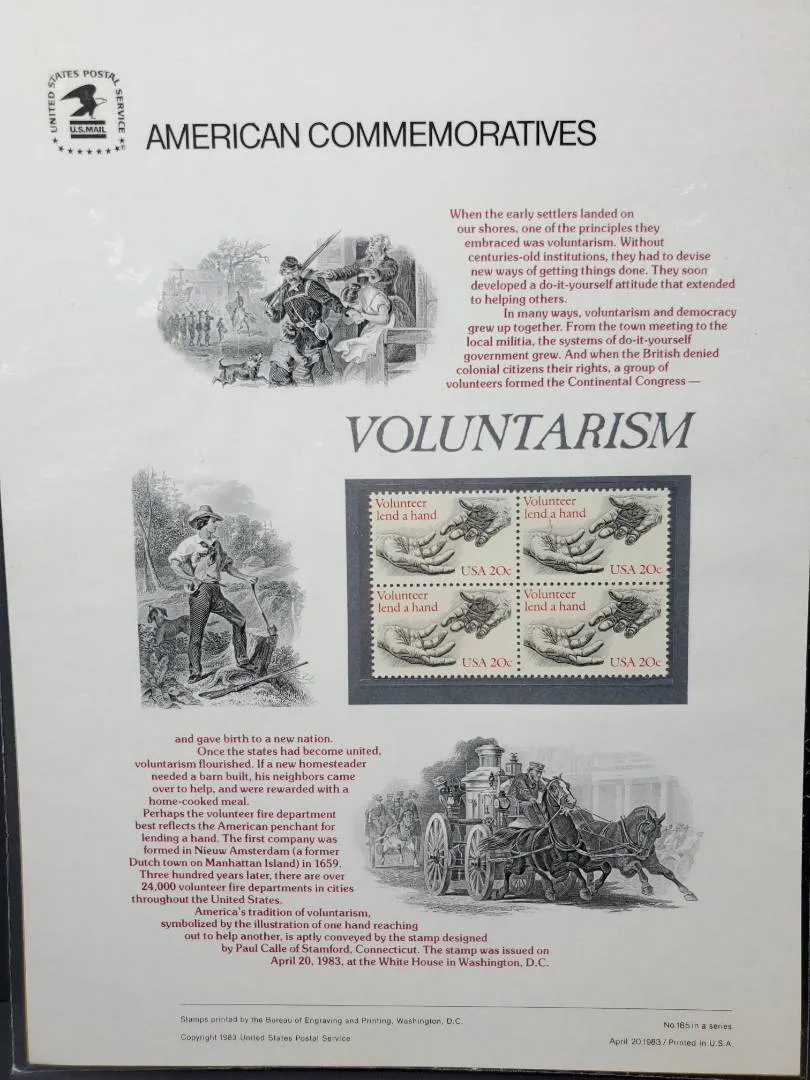 UNITED STATES POSTAL SERVICE
U.S. MAIL
AMERICAN COMMEMORATIVES
When the early settlers landed on
our shores, one of the principles they
embraced was voluntarism. Without
centuries-old institutions, they had to devise
new ways of getting things done. They soon
developed a do-it-yourself attitude that extended
to helping others.
In many ways, voluntarism and democracy
grew up together. From the town meeting to the
local militia, the systems of do-it-yourself
government grew. And when the British denied
colonial citizens their rights, a group of
volunteers formed the Continental Congress —
VOLUNTARISM
Volunteer
lend a hand
USA 20c
Volunteer
lend a hand
USA 20c
Volunteer
lend a hand
USA 20c
Volunteer
lend a hand
USA 20c
and gave birth to a new nation.
Once the states had become united,
voluntarism flourished. If a new homesteader
needed a barn built, his neighbors came
over to help, and were rewarded with a
home-cooked meal.
Perhaps the volunteer fire department
best reflects the American penchant for
lending a hand. The first company was
formed in Nieuw Amsterdam (a former
Dutch town on Manhattan Island) in 1659.
Three hundred years later, there are over
24,000 volunteer fire departments in cities
throughout the United States.
America's tradition of voluntarism,
symbolized by the illustration of one hand reaching
out to help another, is aptly conveyed by the stamp designed
by Paul Calle of Stamford, Connecticut. The stamp was issued on
April 20, 1983, at the White House in Washington, D.C.
Stamps printed by the Bureau of Engraving and Printing, Washington, D.C.
Copyright 1983 United States Postal Service
No. 185 in a series
April 20, 1983 / Printed in U.S.A.